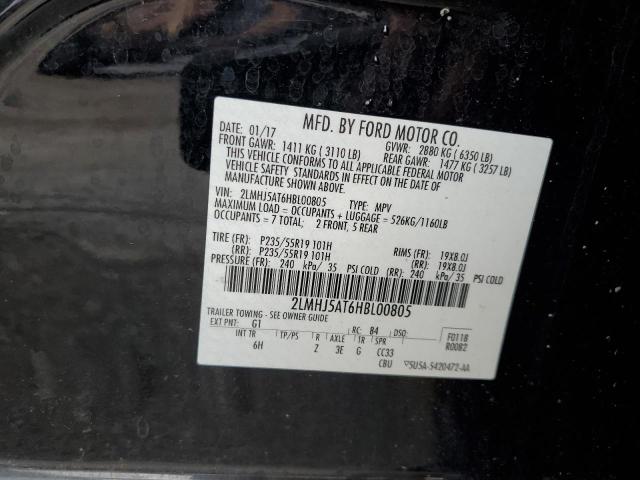 MFD. BY FORD MOTOR CO.
DATE: 01/17 GVWR: 2880 KG ( 6350 LB)
FRONT GAWR: 1411 KG ( 3110 LB) REAR GAWR: 1477 KG ( 3257 LB)
THIS VEHICLE CONFORMS TO ALL APPLICABLE FEDERAL MOTOR
VEHICLE SAFETY STANDARDS IN EFFECT ON THE DATE OF
MANUFACTURE SHOWN ABOVE.
VIN: 2LMHJ5AT6HBL00805 TYPE: MPV
MAXIMUM LOAD = OCCUPANTS + LUGGAGE = 526KG/1160LB
OCCUPANTS = 7 TOTAL; 2 FRONT, 5 REAR
TIRE (FR): P235/55R19 101H RIMS (FR): 19X8.0J
(RR): P235/55R19 101H (RR): 19X8.0J
PRESSURE (FR): 240 kPa/ 35 PSI COLD (RR): 240 kPa/ 35 PSI COLD
2LMHJ5AT6HBL00805
TRAILER TOWING - SEE OWNER GUIDE
EXT PNT: G1 RC: 84 DSO: F0118
R0082
INT TR TP/PS R AXLE TR SPR
6H Z 3E G CC33
CBU 5U5A-5420472-AA